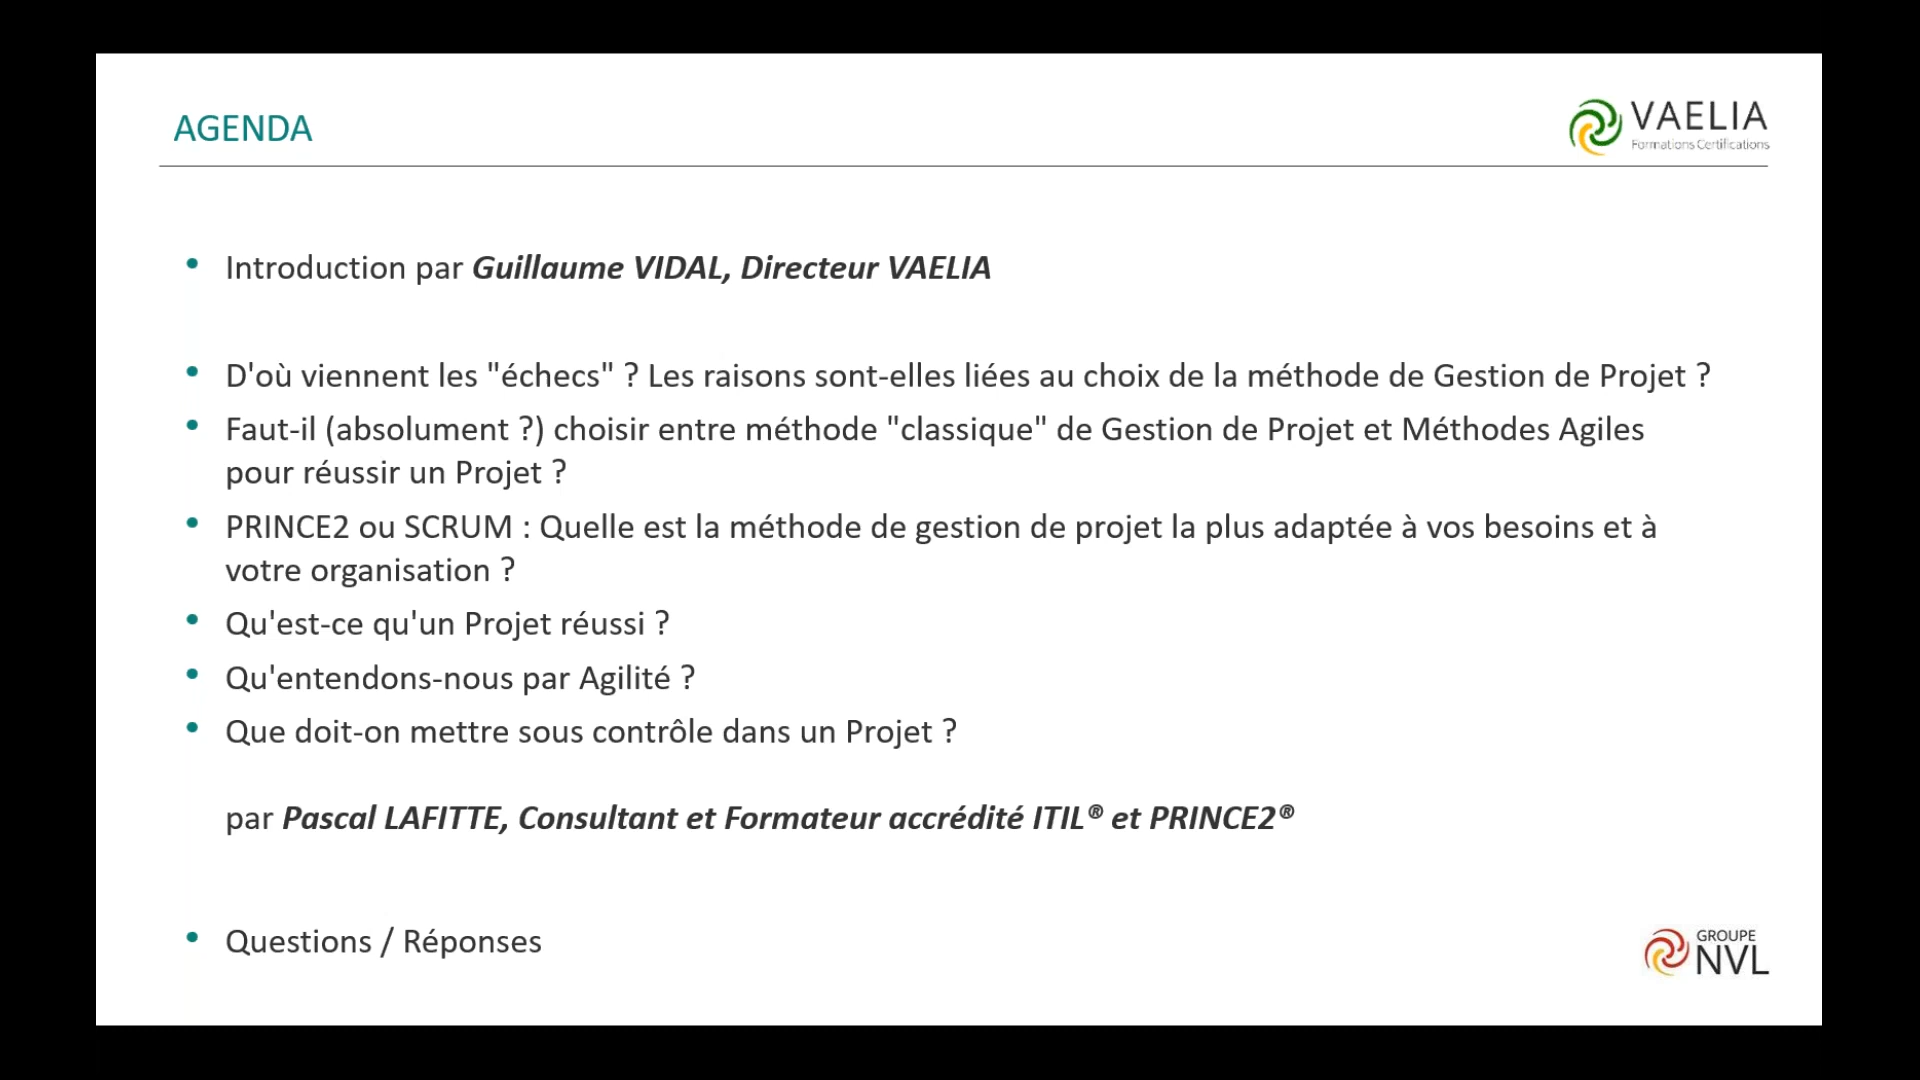 AGENDA
VAELIA
Formations Certifications
• Introduction par Guillaume VIDAL, Directeur VAELIA
• D'où viennent les "échecs" ? Les raisons sont-elles liées au choix de la méthode de Gestion de Projet ?
• Faut-il (absolument ?) choisir entre méthode "classique" de Gestion de Projet et Méthodes Agiles
pour réussir un Projet ?
• PRINCE2 ou SCRUM : Quelle est la méthode de gestion de projet la plus adaptée à vos besoins et à
votre organisation ?
• Qu'est-ce qu'un Projet réussi ?
• Qu'entendons-nous par Agilité ?
• Que doit-on mettre sous contrôle dans un Projet ?
par Pascal LAFITTE, Consultant et Formateur accrédité ITIL® et PRINCE2®
• Questions / Réponses
GROUPE
NVL